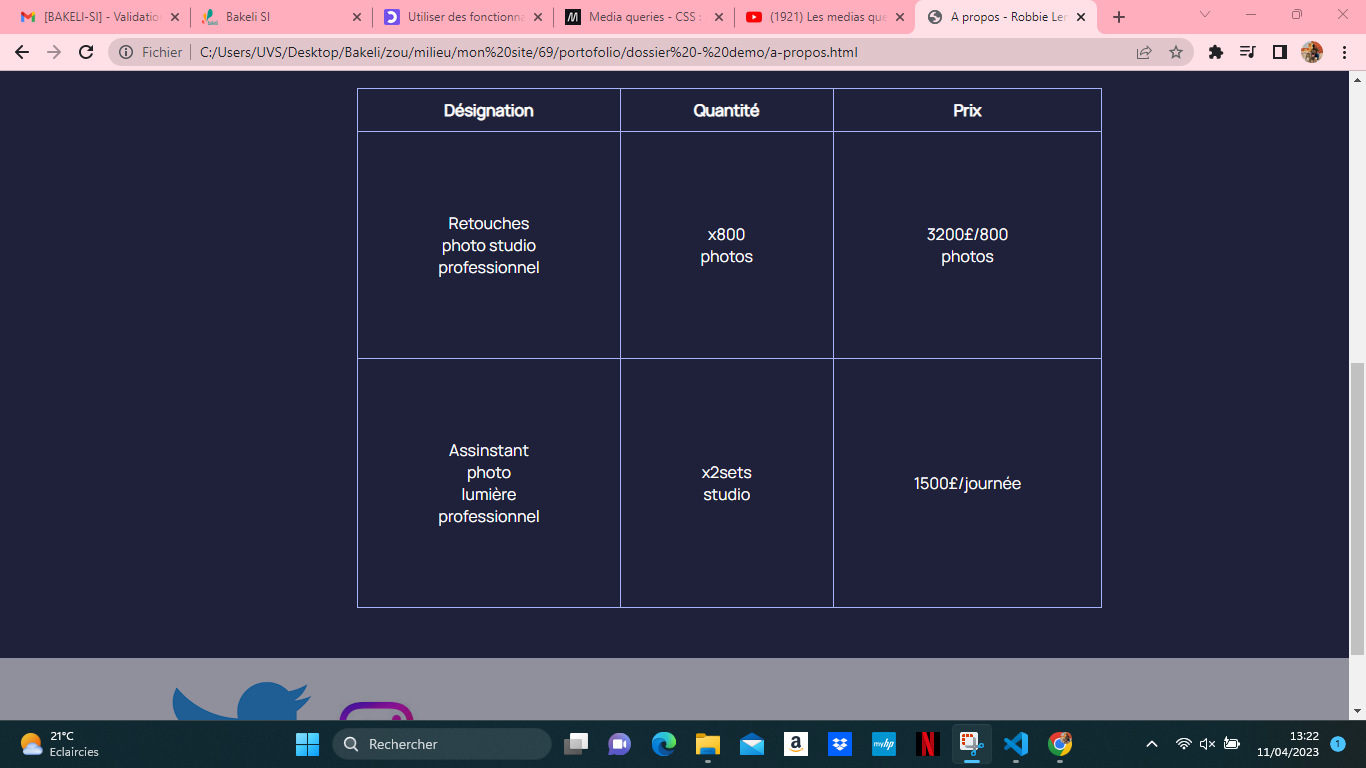 [BAKELI-SI] - Validatio
Bakeli SI
Utiliser des fonctionna
Media queries - CSS :
(1921) Les medias que
A propos - Robbie Ler
Fichier
C:/Users/UVS/Desktop/Bakeli/zou/milieu/mon%20site/69/portofolio/dossier%20-%20demo/a-propos.html
Désignation
Quantité
Prix
Retouches
photo studio
professionnel
x800
photos
3200£/800
photos
Assinstant
photo
lumière
professionnel
x2sets
studio
1500£/journée
21°C
Eclaircies
Rechercher
a
myhp
N
13:22
11/04/2023
1